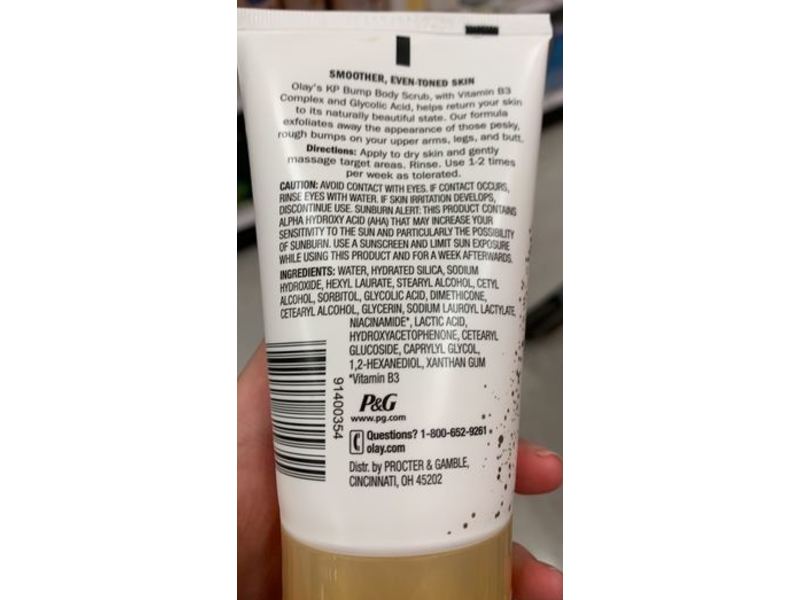 SMOOTHER, EVEN-TONED SKIN
Olay's KP Bump Body Scrub, with Vitamin B3
Complex and Glycolic Acid, helps return your skin
to its naturally beautiful state. Our formula
exfoliates away the appearance of those pesky,
rough bumps on your upper arms, legs, and butt.
Directions: Apply to dry skin and gently
massage target areas. Rinse. Use 1-2 times
per week as tolerated.
CAUTION: AVOID CONTACT WITH EYES. IF CONTACT OCCURS,
RINSE EYES WITH WATER. IF SKIN IRRITATION DEVELOPS,
DISCONTINUE USE. SUNBURN ALERT: THIS PRODUCT CONTAINS
ALPHA HYDROXY ACID (AHA) THAT MAY INCREASE YOUR
SENSITIVITY TO THE SUN AND PARTICULARLY THE POSSIBILITY
OF SUNBURN. USE A SUNSCREEN AND LIMIT SUN EXPOSURE
WHILE USING THIS PRODUCT AND FOR A WEEK AFTERWARDS.
INGREDIENTS: WATER, HYDRATED SILICA, SODIUM
HYDROXIDE, HEXYL LAURATE, STEARYL ALCOHOL, CETYL
ALCOHOL, SORBITOL, GLYCOLIC ACID, DIMETHICONE,
CETEARYL ALCOHOL, GLYCERIN, SODIUM LAUROYL LACTYLATE,
NIACINAMIDE*, LACTIC ACID,
HYDROXYACETOPHENONE, CETEARYL
GLUCOSIDE, CAPRYLYL GLYCOL,
1,2-HEXANEDIOL, XANTHAN GUM
*Vitamin B3
91400354
P&G
www.pg.com
Questions? 1-800-652-9261
olay.com
Distr. by PROCTER & GAMBLE,
CINCINNATI, OH 45202